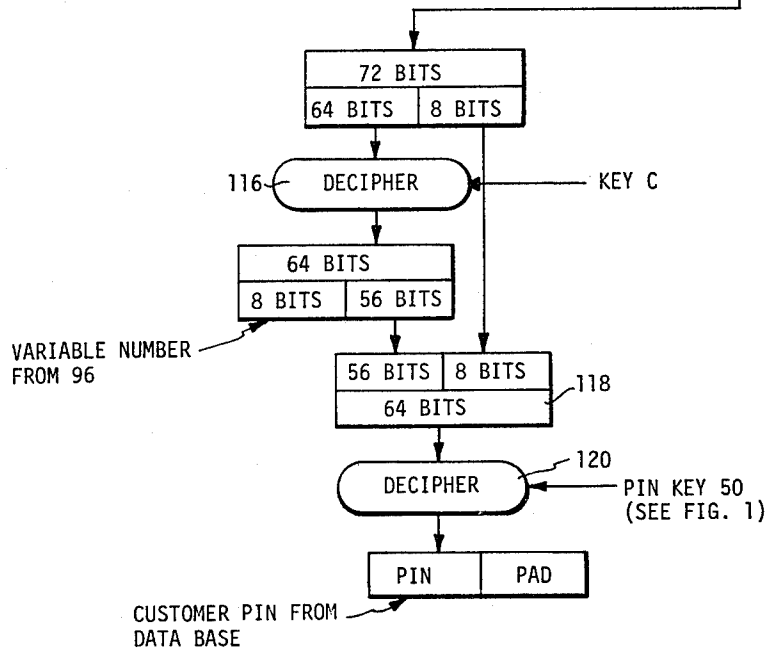 72 BITS
64 BITS 8 BITS
116 DECIPHER KEY C
64 BITS
8 BITS 56 BITS
VARIABLE NUMBER
FROM 96
56 BITS 8 BITS
64 BITS 118
120
DECIPHER
PIN KEY 50
(SEE FIG. 1)
PIN PAD
CUSTOMER PIN FROM
DATA BASE